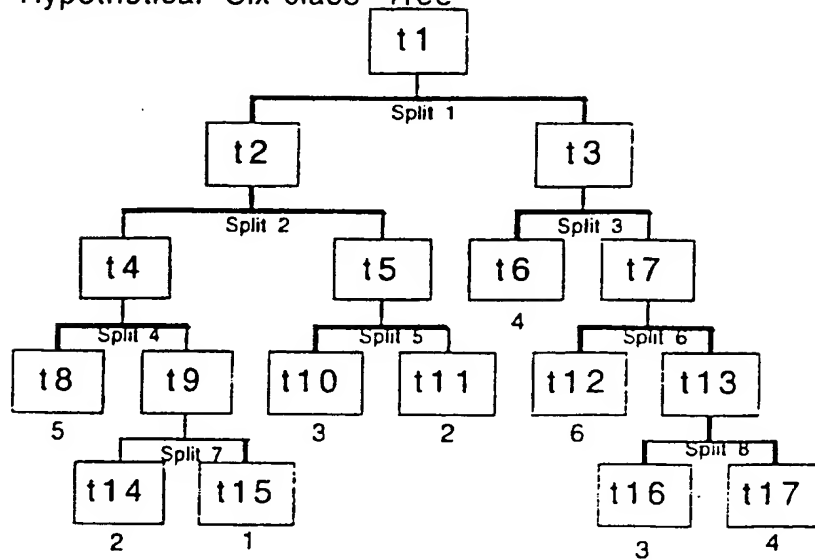 Six-class Tree
t1
Split 1
t2 t3
Split 2 Split 3
t4 t5 t6 t7
4
Split 4 Split 5 Split 6
t8 t9 t10 t11 t12 t13
5 3 2 6
Split 7 Split 8
t14 t15 t16 t17
2 1 3 4